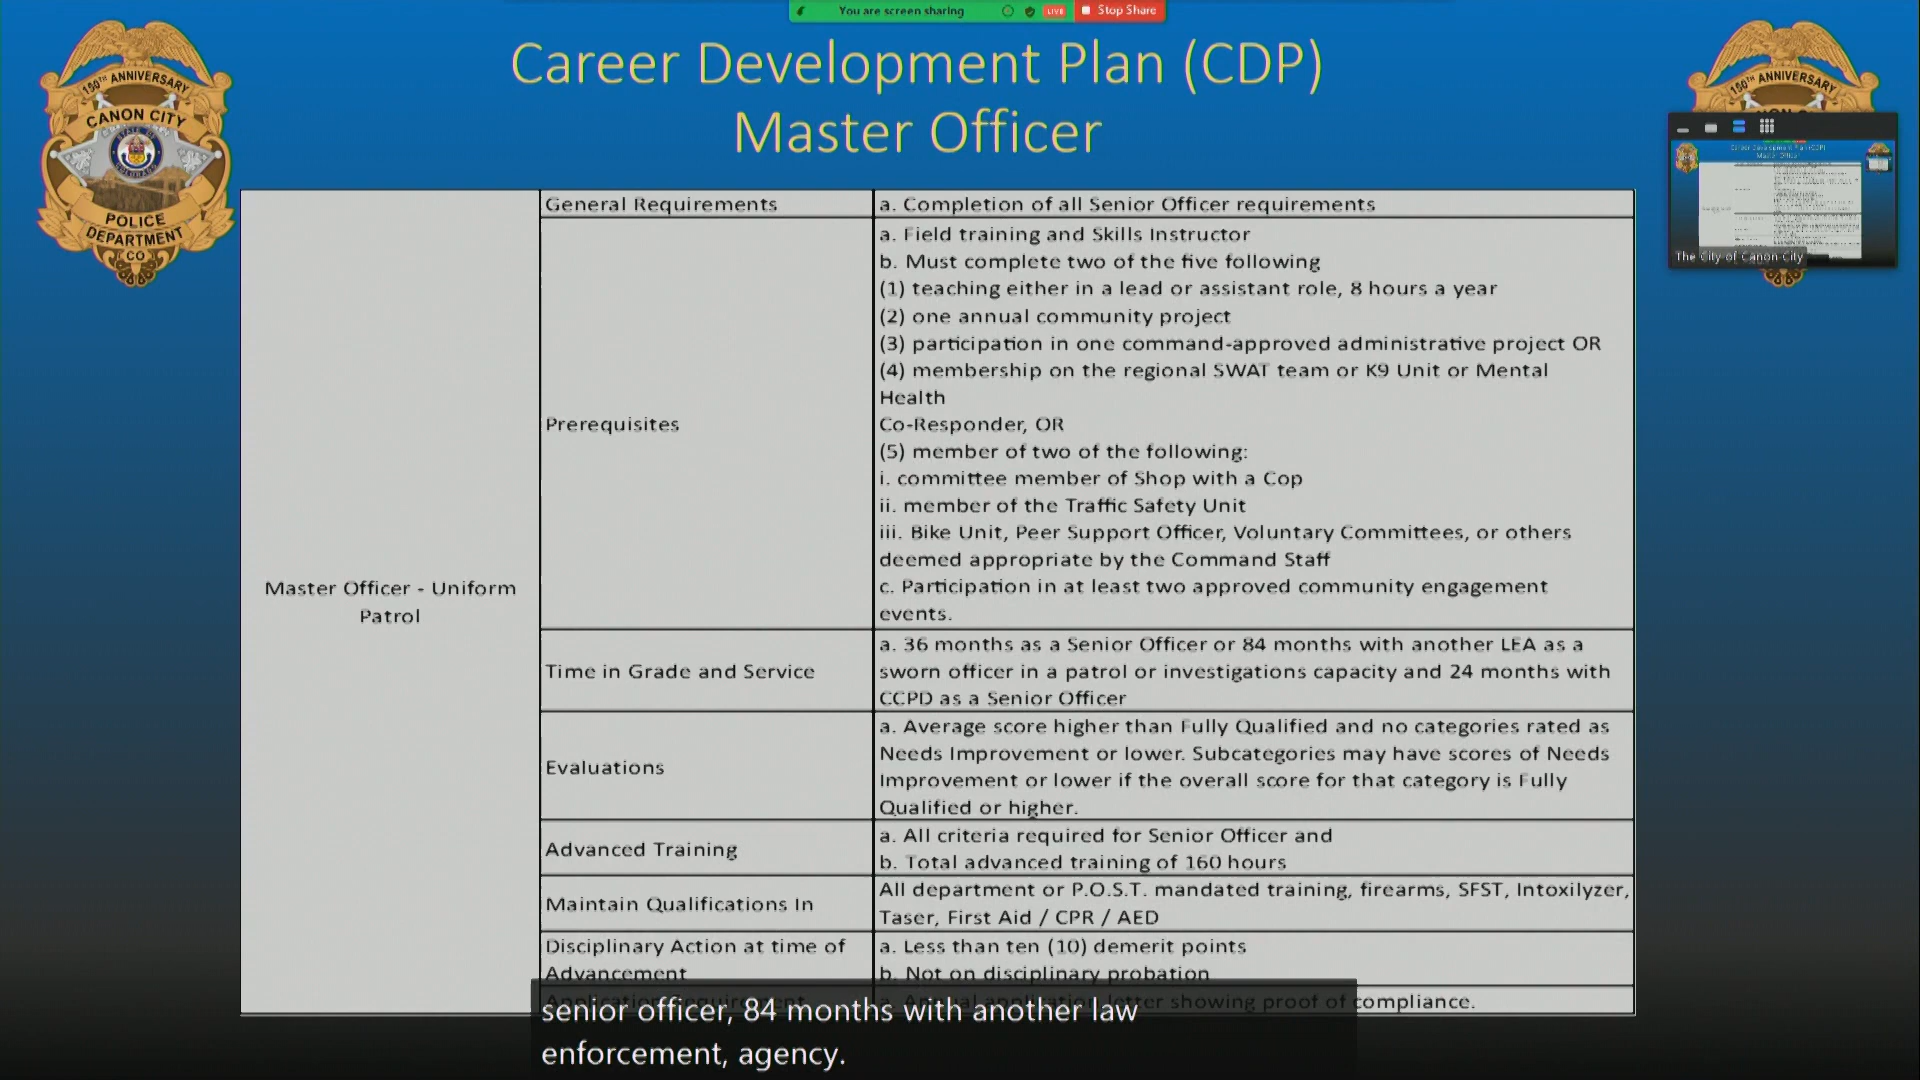 You are screen sharing
LIVE
Stop Share
Career Development Plan (CDP)
Master Officer
150TH ANNIVERSARY
CANON CITY
POLICE
DEPARTMENT
CO
150TH ANNIVERSARY
Career Development Plan (CDP)
Master Officer
The City of Canon City
Master Officer - Uniform
Patrol
General Requirements
a. Completion of all Senior Officer requirements
Prerequisites
a. Field training and Skills Instructor
b. Must complete two of the five following
(1) teaching either in a lead or assistant role, 8 hours a year
(2) one annual community project
(3) participation in one command-approved administrative project OR
(4) membership on the regional SWAT team or K9 Unit or Mental
Health
Co-Responder, OR
(5) member of two of the following:
i. committee member of Shop with a Cop
ii. member of the Traffic Safety Unit
iii. Bike Unit, Peer Support Officer, Voluntary Committees, or others
deemed appropriate by the Command Staff
c. Participation in at least two approved community engagement
events.
Time in Grade and Service
a. 36 months as a Senior Officer or 84 months with another LEA as a
sworn officer in a patrol or investigations capacity and 24 months with
CCPD as a Senior Officer
Evaluations
a. Average score higher than Fully Qualified and no categories rated as
Needs Improvement or lower. Subcategories may have scores of Needs
Improvement or lower if the overall score for that category is Fully
Qualified or higher.
Advanced Training
a. All criteria required for Senior Officer and
b. Total advanced training of 160 hours
Maintain Qualifications In
All department or P.O.S.T. mandated training, firearms, SFST, Intoxilyzer,
Taser, First Aid / CPR / AED
Disciplinary Action at time of
Advancement
a. Less than ten (10) demerit points
b. Not on disciplinary probation
letter showing proof of compliance.
senior officer, 84 months with another law
enforcement, agency.